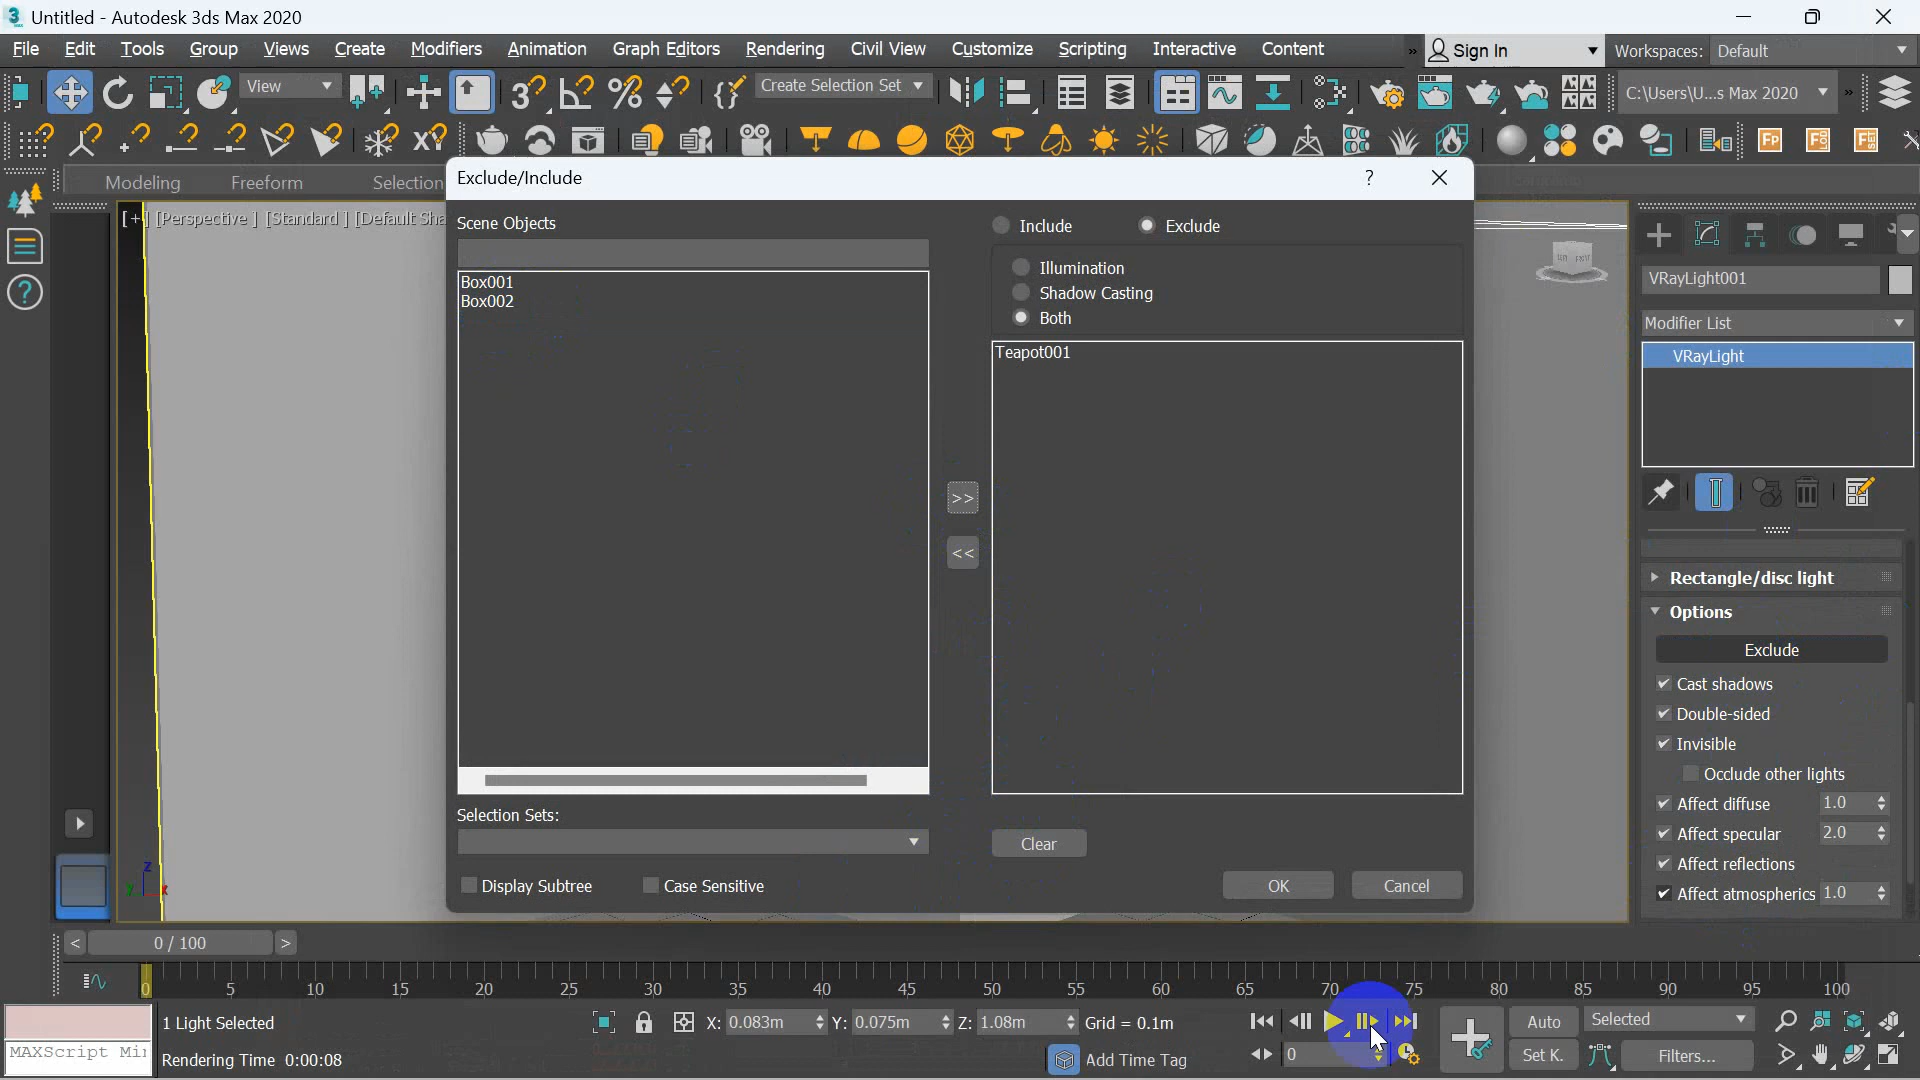 Untitled - Autodesk 3ds Max 2020
File Edit Tools Group Views Create Modifiers Animation Graph Editors Rendering Civil View Customize Scripting Interactive Content » Sign In Workspaces: Default
View Create Selection Set C:\Users\U...s Max 2020 »
Modeling Freeform Selection
[+] [Perspective ] [Standard ] [Default Sha
Exclude/Include
Scene Objects
Box001
Box002
Include Exclude
Illumination
Shadow Casting
Both
Teapot001
>>
<<
Selection Sets:
Clear
Display Subtree Case Sensitive
OK Cancel
VRayLight001
Modifier List
VRayLight
Rectangle/disc light
Options
Exclude
Cast shadows
Double-sided
Invisible
Occlude other lights
Affect diffuse 1.0
Affect specular 2.0
Affect reflections
Affect atmospherics 1.0
z
y x
< 0 / 100 >
0 5 10 15 20 25 30 35 40 45 50 55 60 65 70 75 80 85 90 95 100
1 Light Selected X: 0.083m Y: 0.075m Z: 1.08m Grid = 0.1m Auto Selected
MAXScript Mi Rendering Time 0:00:08 Add Time Tag 0 Set K. Filters...